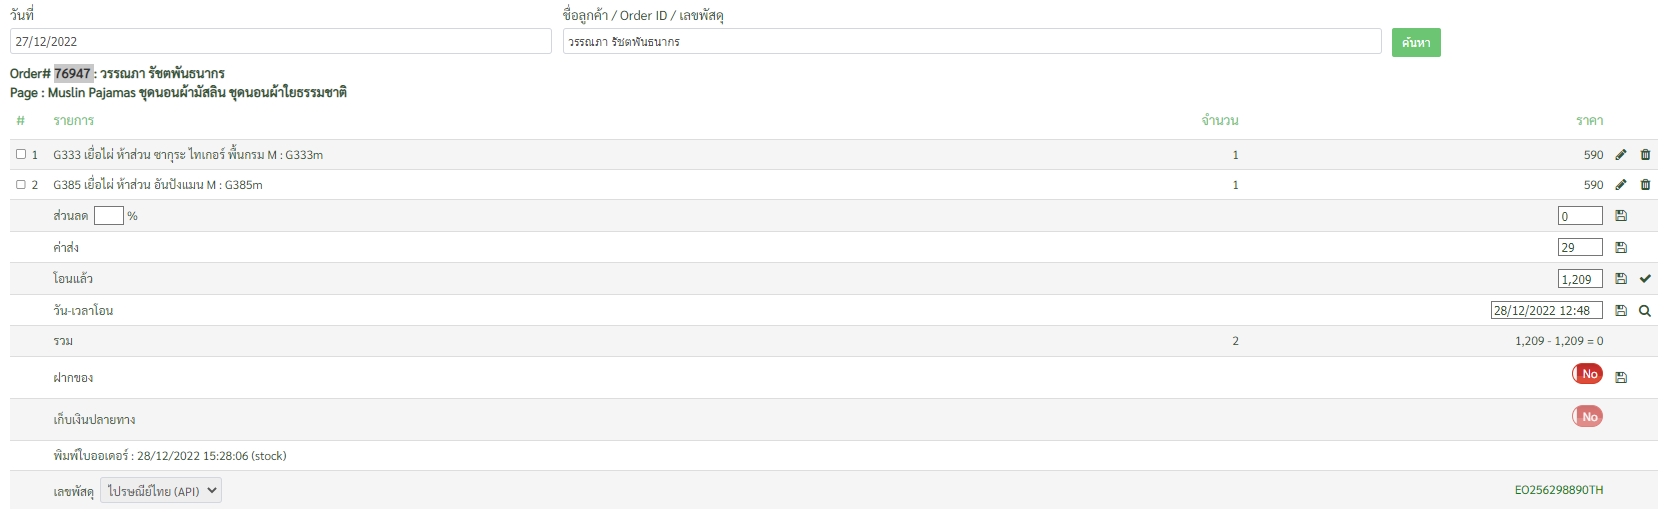 วันที่ ชื่อลูกค้า / Order ID / เลขพัสดุ
27/12/2022 วรรณภา รัชตพันธนากร ค้นหา
Order# 76947 : วรรณภา รัชตพันธนากร
Page : Muslin Pajamas ชุดนอนผ้ามัสลิน ชุดนอนผ้าใยธรรมชาติ
# รายการ จำนวน ราคา
1 G333 เยื่อไผ่ ห้าส่วน ซากุระ ไทเกอร์ พื้นกรม M : G333m 1 590
2 G385 เยื่อไผ่ ห้าส่วน อันปังแมน M : G385m 1 590
ส่วนลด % 0
ค่าส่ง 29
โอนแล้ว 1,209
วัน-เวลาโอน 28/12/2022 12:48
รวม 2 1,209 - 1,209 = 0
ฝากของ No
เก็บเงินปลายทาง No
พิมพ์ใบออเดอร์ : 28/12/2022 15:28:06 (stock)
เลขพัสดุ ไปรษณีย์ไทย (API) EO256298890TH